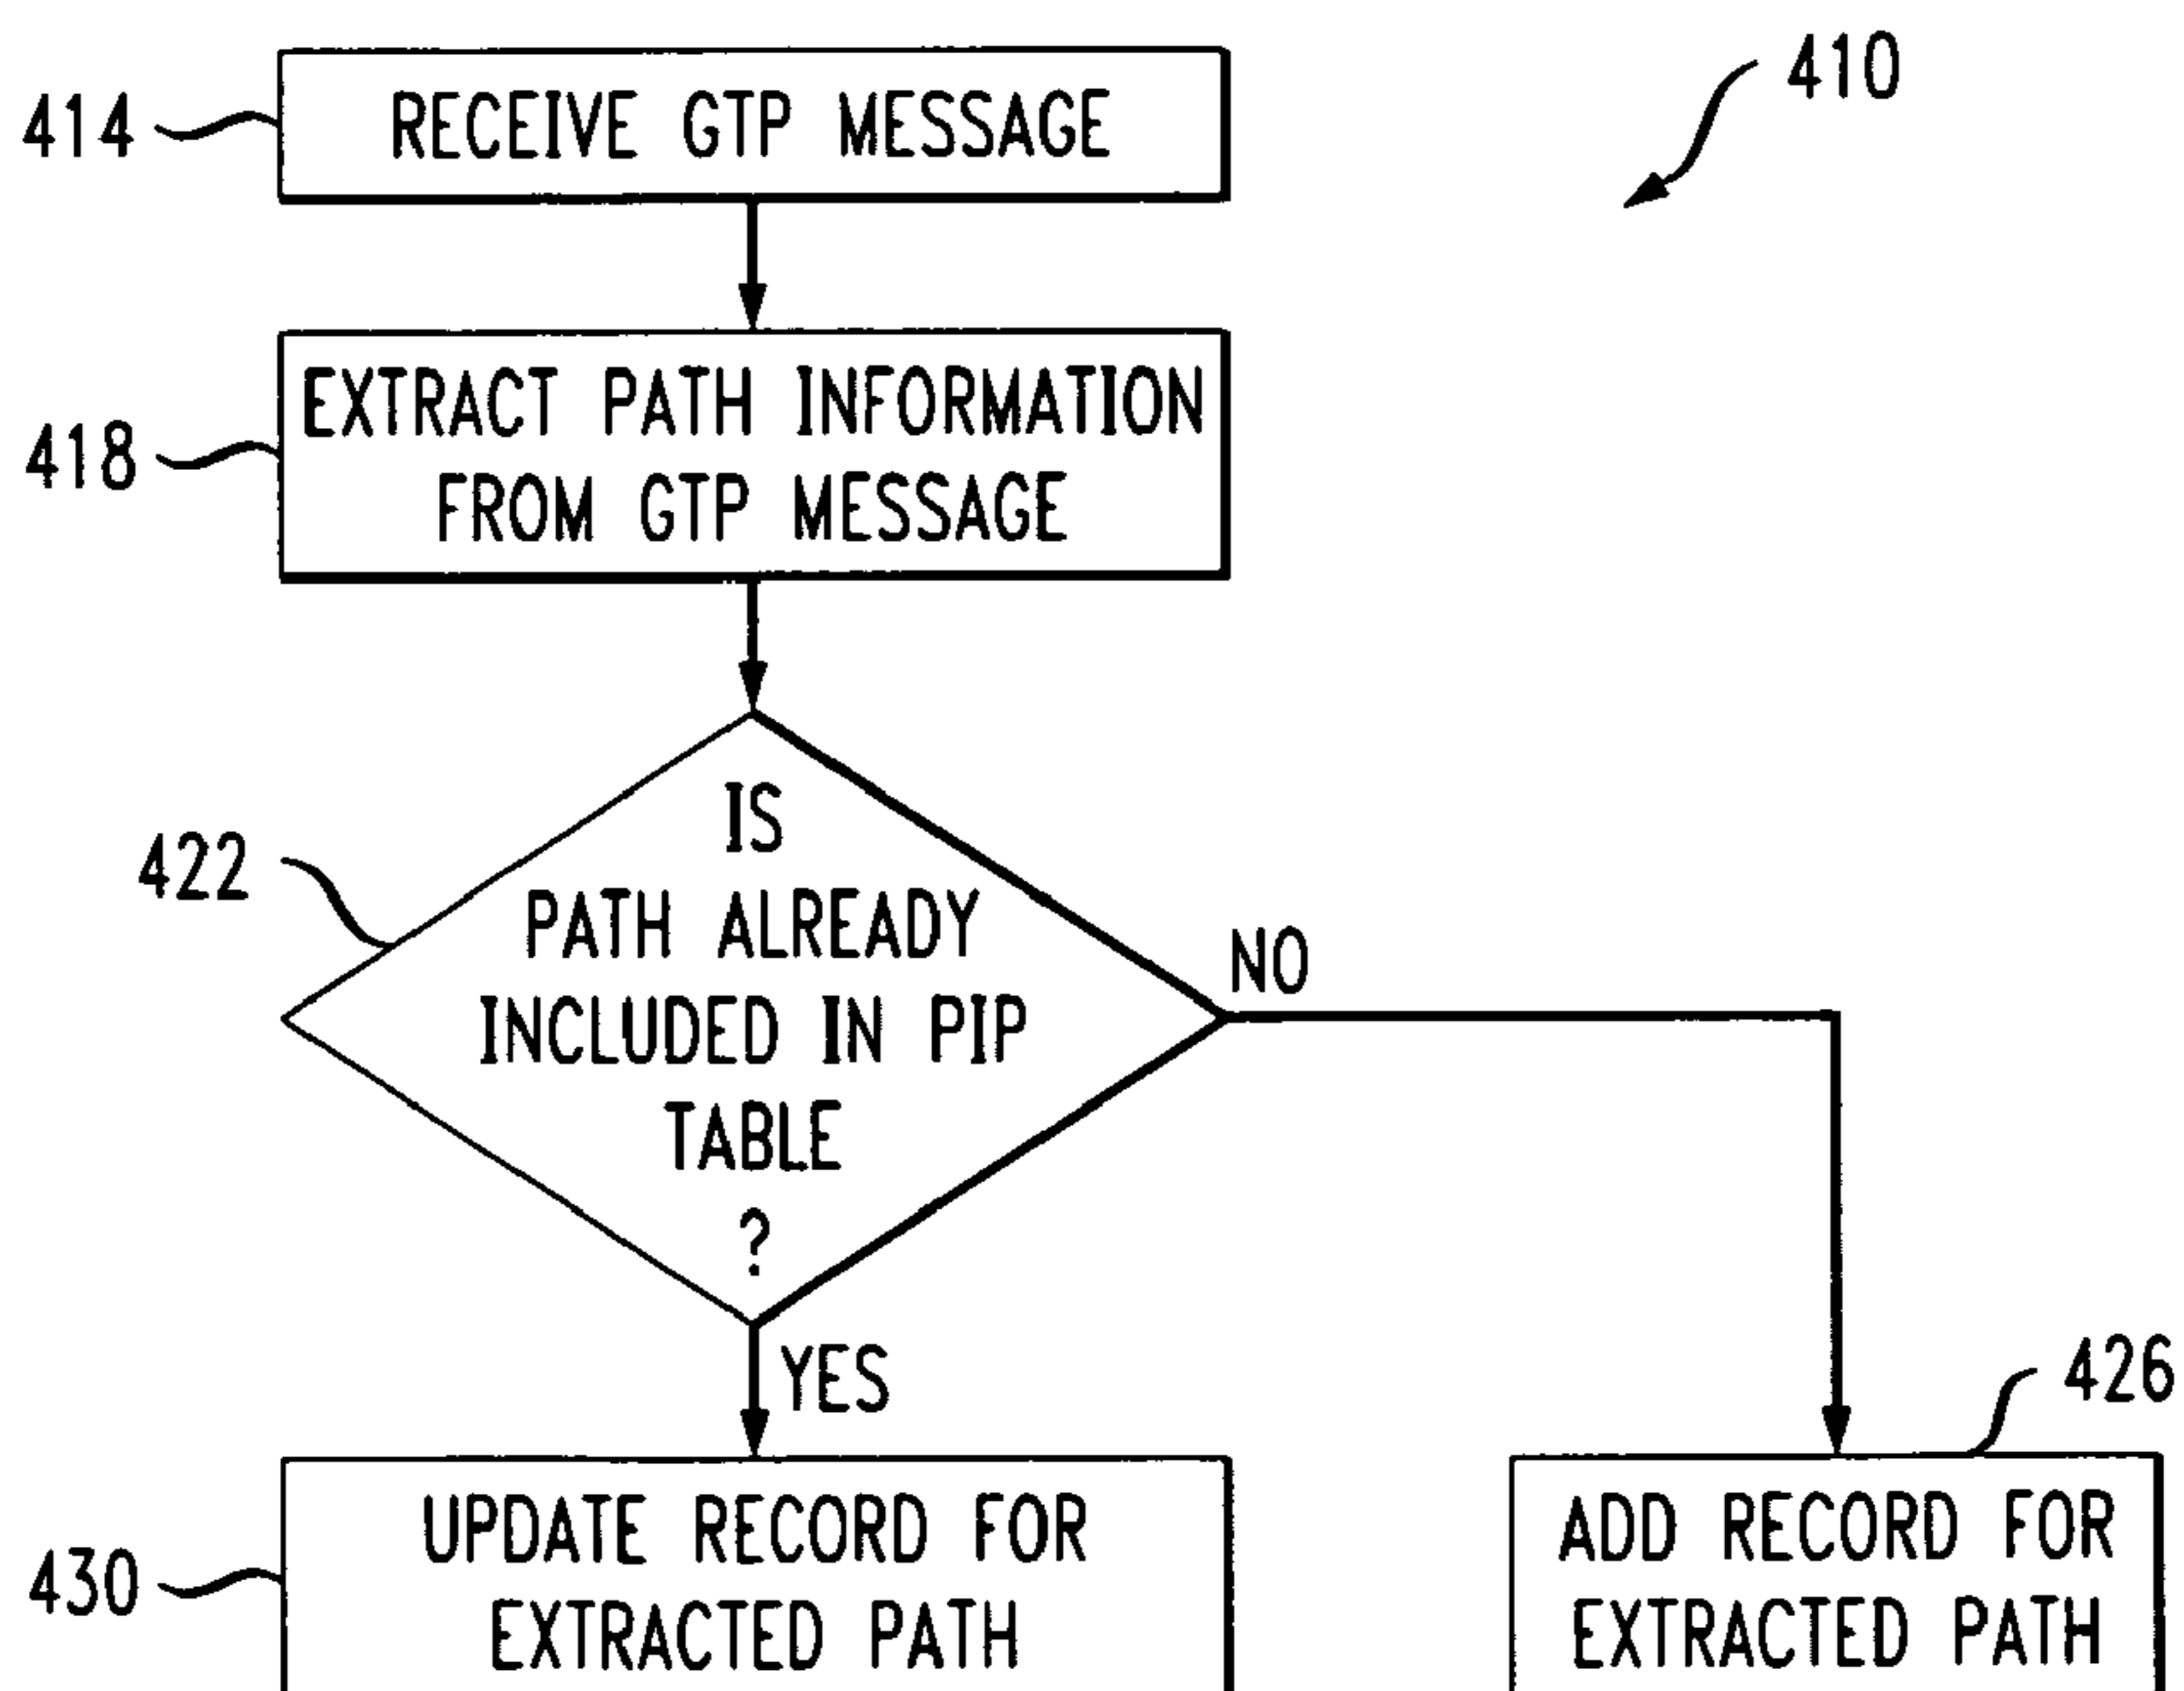 410
414
RECEIVE GTP MESSAGE
418
EXTRACT PATH INFORMATION
FROM GTP MESSAGE
422
IS
PATH ALREADY
INCLUDED IN PIP
TABLE
?
NO
YES
426
430
UPDATE RECORD FOR
EXTRACTED PATH
ADD RECORD FOR
EXTRACTED PATH